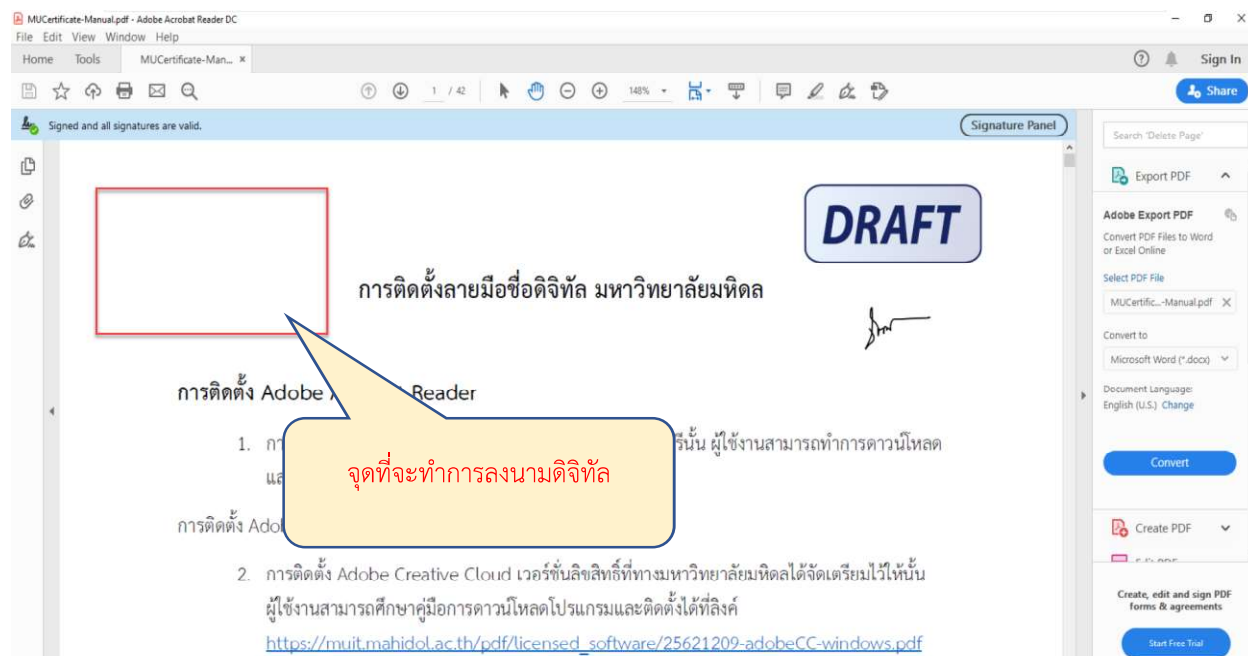 MUCertificate-Manual.pdf - Adobe Acrobat Reader DC
File Edit View Window Help
Home Tools MUCertificate-Man... ×
Sign In
1 / 42
148%
Share
Signed and all signatures are valid.
Signature Panel
Search 'Delete Page'
Export PDF
Adobe Export PDF
Convert PDF Files to Word
or Excel Online
Select PDF File
MUCertific...-Manual.pdf X
Convert to
Microsoft Word (*.docx)
Document Language:
English (U.S.) Change
Convert
Create PDF
Create, edit and sign PDF
forms & agreements
Start Free Trial
DRAFT
การติดตั้งลายมือชื่อดิจิทัล มหาวิทยาลัยมหิดล
การติดตั้ง Adobe Reader
จุดที่จะทำการลงนามดิจิทัล
1. กา รีนั้น ผู้ใช้งานสามารถทำการดาวน์โหลด
แล
การติดตั้ง Adob
2. การติดตั้ง Adobe Creative Cloud เวอร์ชั่นลิขสิทธิ์ที่ทางมหาวิทยาลัยมหิดลได้จัดเตรียมไว้ให้นั้น
ผู้ใช้งานสามารถศึกษาคู่มือการดาวน์โหลดโปรแกรมและติดตั้งได้ที่ลิงค์
https://muit.mahidol.ac.th/pdf/licensed_software/25621209-adobeCC-windows.pdf